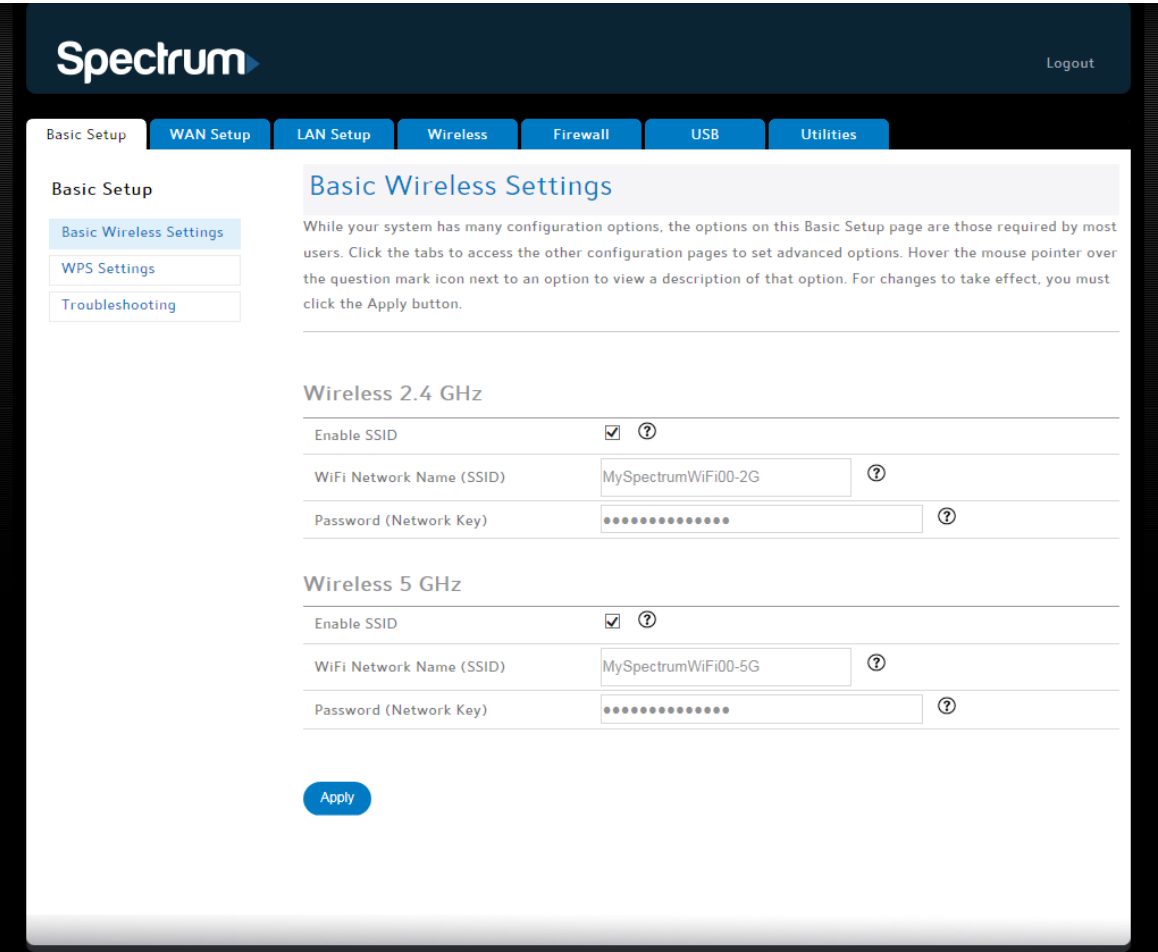 Spectrum
Logout
Basic Setup
WAN Setup
LAN Setup
Wireless
Firewall
USB
Utilities
Basic Setup
Basic Wireless Settings
WPS Settings
Troubleshooting
Basic Wireless Settings
While your system has many configuration options, the options on this Basic Setup page are those required by most
users. Click the tabs to access the other configuration pages to set advanced options. Hover the mouse pointer over
the question mark icon next to an option to view a description of that option. For changes to take effect, you must
click the Apply button.
Wireless 2.4 GHz
Enable SSID ?
WiFi Network Name (SSID) MySpectrumWiFi00-2G ?
Password (Network Key) •••••••••••••• ?
Wireless 5 GHz
Enable SSID ?
WiFi Network Name (SSID) MySpectrumWiFi00-5G ?
Password (Network Key) •••••••••••••• ?
Apply